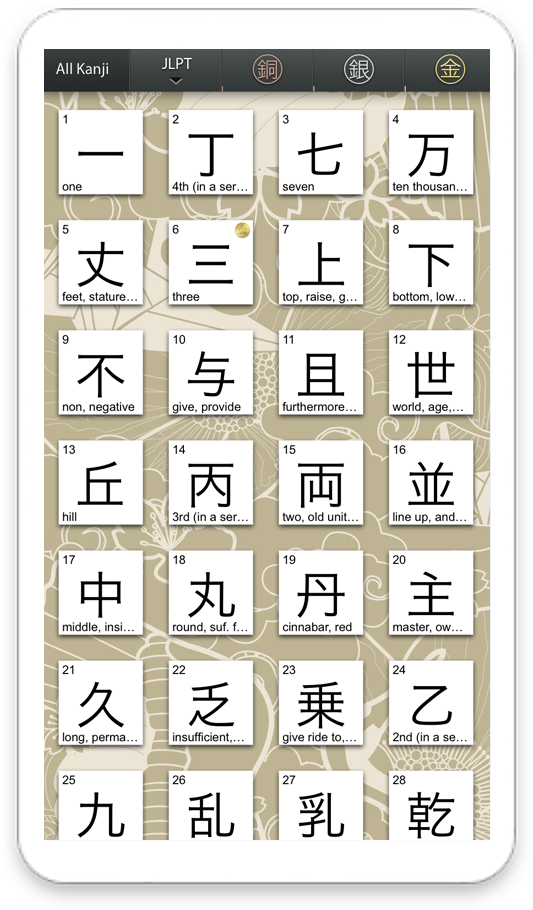 All Kanji
JLPT
銅
銀
金
1
一
one
2
丁
4th (in a ser…
3
七
seven
4
万
ten thousan…
5
丈
feet, stature…
6
三
three
7
上
top, raise, g…
8
下
bottom, low…
9
不
non, negative
10
与
give, provide
11
且
furthermore…
12
世
world, age,…
13
丘
hill
14
丙
3rd (in a ser…
15
両
two, old unit…
16
並
line up, and…
17
中
middle, insi…
18
丸
round, suf. f…
19
丹
cinnabar, red
20
主
master, ow…
21
久
long, perma…
22
乏
insufficient,…
23
乗
give ride to,…
24
乙
2nd (in a se…
25
九
26
乱
27
乳
28
乾